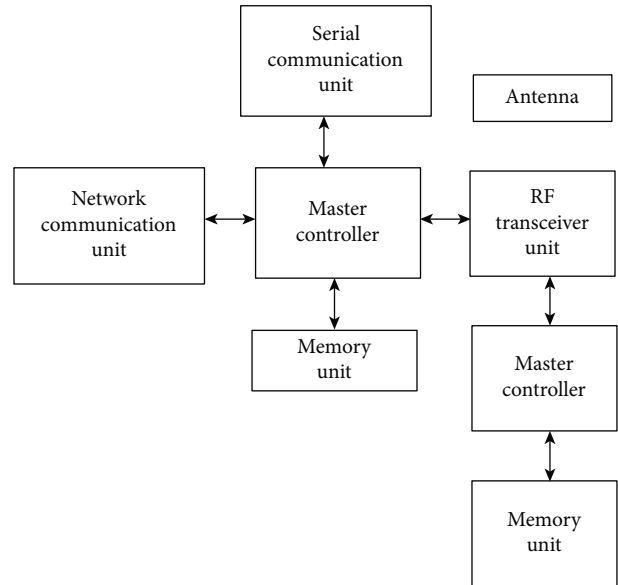 Serial
communication
unit
Antenna
Network
communication
unit
Master
controller
RF
transceiver
unit
Memory
unit
Master
controller
Memory
unit